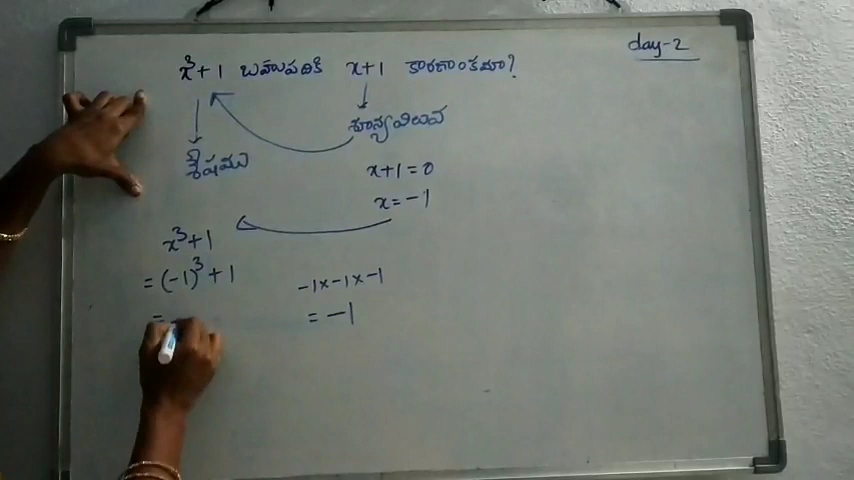 day-2
x³+1 బహుపదికి x+1 కారణాంకమా?
శూన్యవిలువ
శేషము
x+1=0
x=-1
x³+1
=(-1)³+1
-1×-1×-1
=-1
=